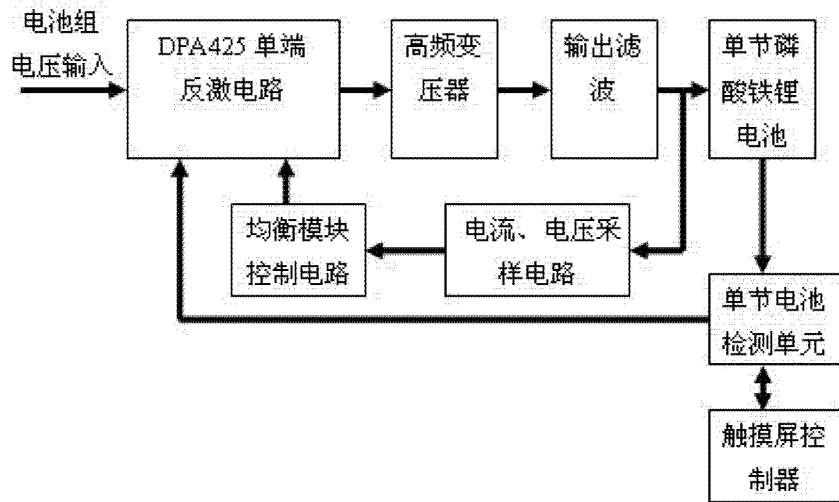 电池组
电压输入
DPA425 单端
反激电路
高频变
压器
输出滤
波
单节磷
酸铁锂
电池
均衡模块
控制电路
电流、电压采
样电路
单节电池
检测单元
触摸屏控
制器